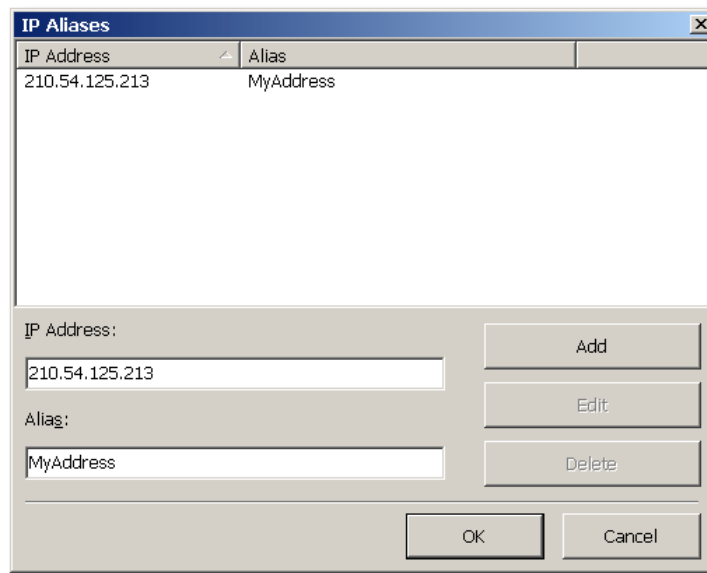 IP Aliases
IP Address Alias
210.54.125.213 MyAddress
IP Address:
Add
210.54.125.213
Edit
Alias:
MyAddress
Delete
OK Cancel